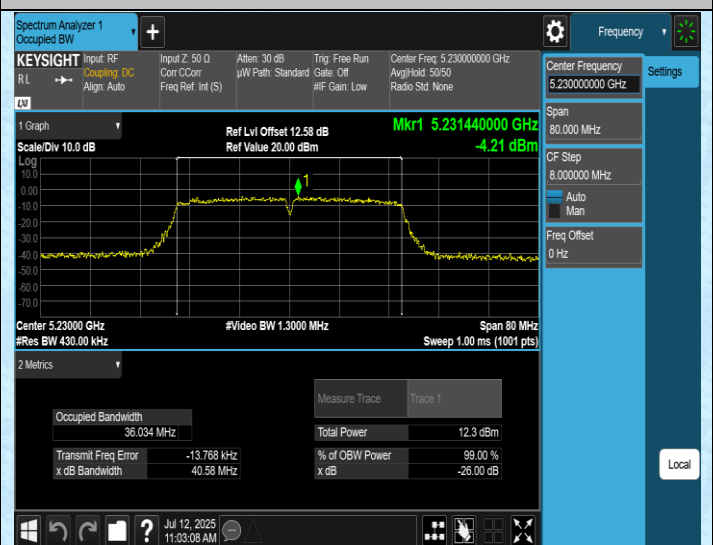 Spectrum Analyzer 1
Occupied BW
+
Frequency
KEYSIGHT
RL
LXI
Input: RF
Coupling: DC
Align: Auto
Input Z: 50 Ω
Corr CCorr
Freq Ref: Int (S)
Atten: 30 dB
µW Path: Standard
Trig: Free Run
Gate: Off
#IF Gain: Low
Center Freq: 5.230000000 GHz
Avg|Hold: 50/50
Radio Std: None
Center Frequency
5.230000000 GHz
Settings
Span
80.000 MHz
CF Step
8.000000 MHz
Auto
Man
Freq Offset
0 Hz
1 Graph
Scale/Div 10.0 dB
Ref Lvl Offset 12.58 dB
Ref Value 20.00 dBm
Mkr1 5.231440000 GHz
-4.21 dBm
Log
10.0
0.00
-10.0
-20.0
-30.0
-40.0
-50.0
-60.0
-70.0
1
Center 5.23000 GHz
#Res BW 430.00 kHz
#Video BW 1.3000 MHz
Span 80 MHz
Sweep 1.00 ms (1001 pts)
2 Metrics
Measure Trace Trace 1
Occupied Bandwidth
36.034 MHz
Total Power 12.3 dBm
Transmit Freq Error -13.768 kHz
x dB Bandwidth 40.58 MHz
% of OBW Power 99.00 %
x dB -26.00 dB
Local
?
Jul 12, 2025
11:03:08 AM